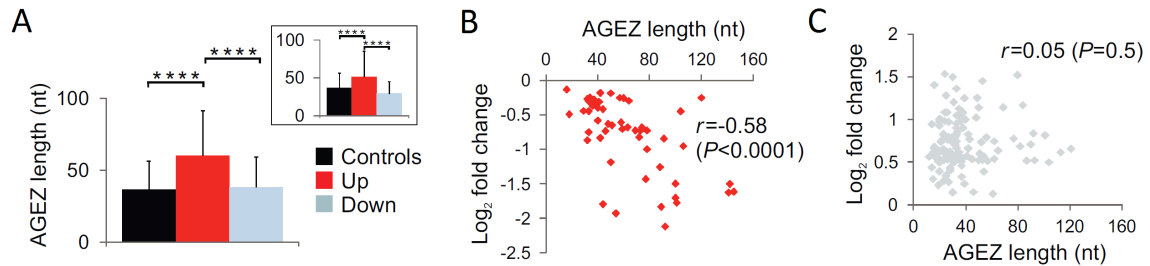 A
AGEZ length (nt)
100
50
0
****
****
100
50
0
****
****
Controls
Up
Down
B
AGEZ length (nt)
0 40 80 120 160
0
-0.5
-1
-1.5
-2
-2.5
Log2 fold change
r=-0.58
(P<0.0001)
C
r=0.05 (P=0.5)
Log2 fold change
2
1.5
1
0.5
0
0 40 80 120 160
AGEZ length (nt)